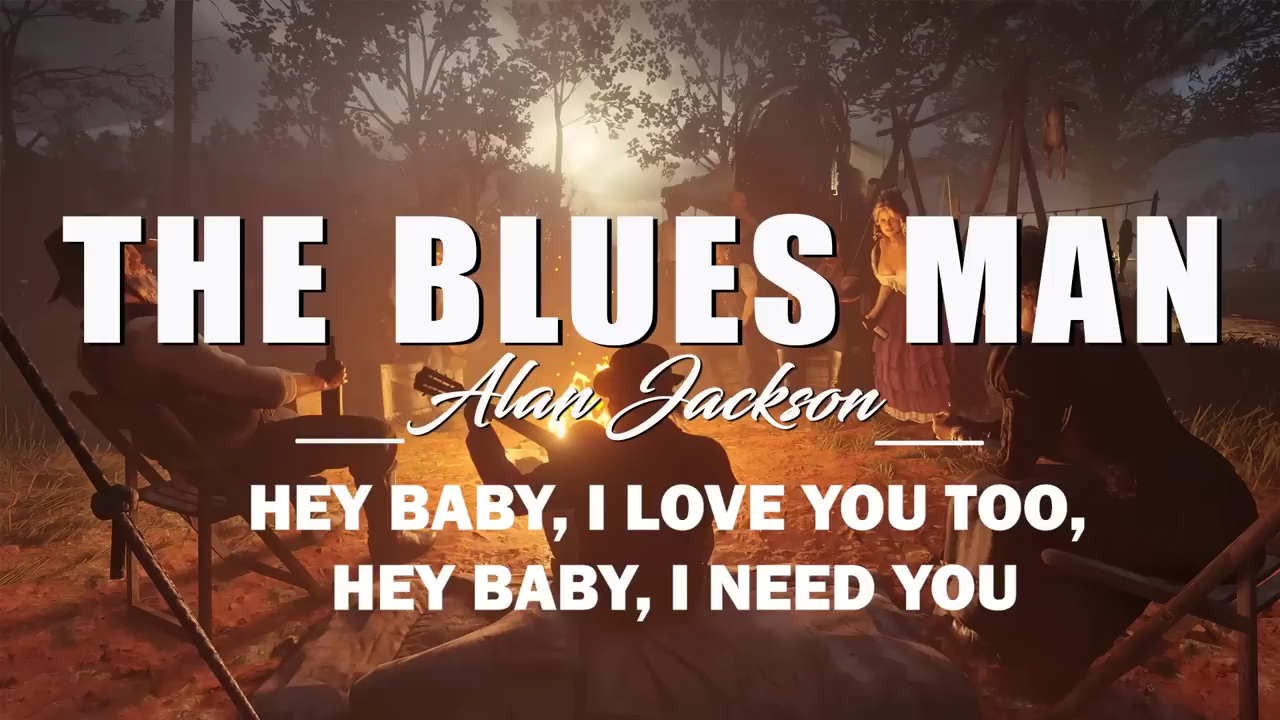 THE BLUES MAN
Alan Jackson
HEY BABY, I LOVE YOU TOO,
HEY BABY, I NEED YOU